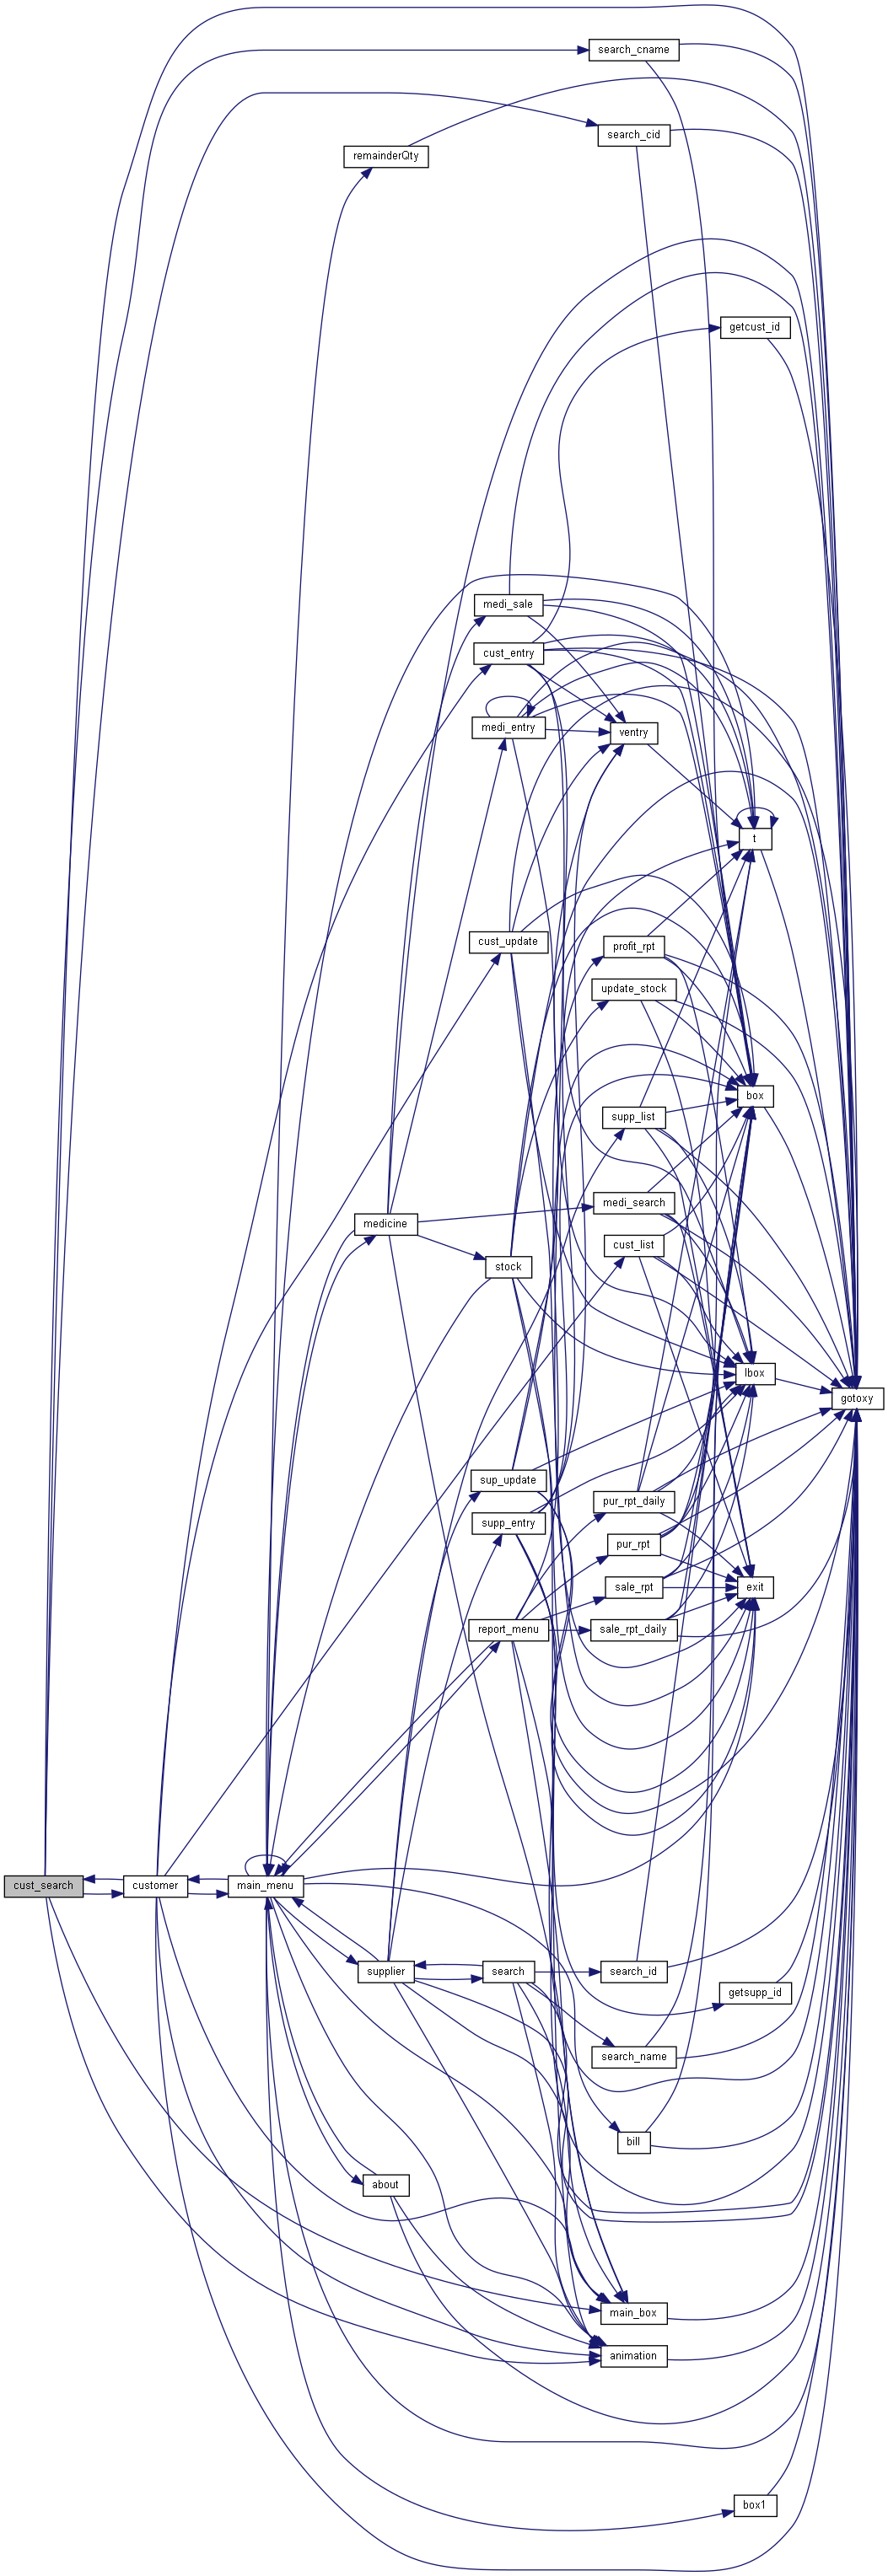 search_cname
search_cid
remainderQty
getcust_id
medi_sale
cust_entry
medi_entry
ventry
t
cust_update
profit_rpt
update_stock
box
supp_list
medi_search
medicine
cust_list
stock
lbox
gotoxy
sup_update
pur_rpt_daily
supp_entry
pur_rpt
exit
sale_rpt
report_menu
sale_rpt_daily
cust_search
customer
main_menu
supplier
search
search_id
getsupp_id
search_name
bill
about
main_box
animation
box1